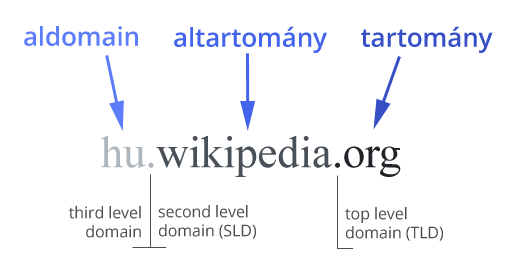 aldomain altartomány tartomány
hu.wikipedia.org
third level
domain
second level
domain (SLD)
top level
domain (TLD)